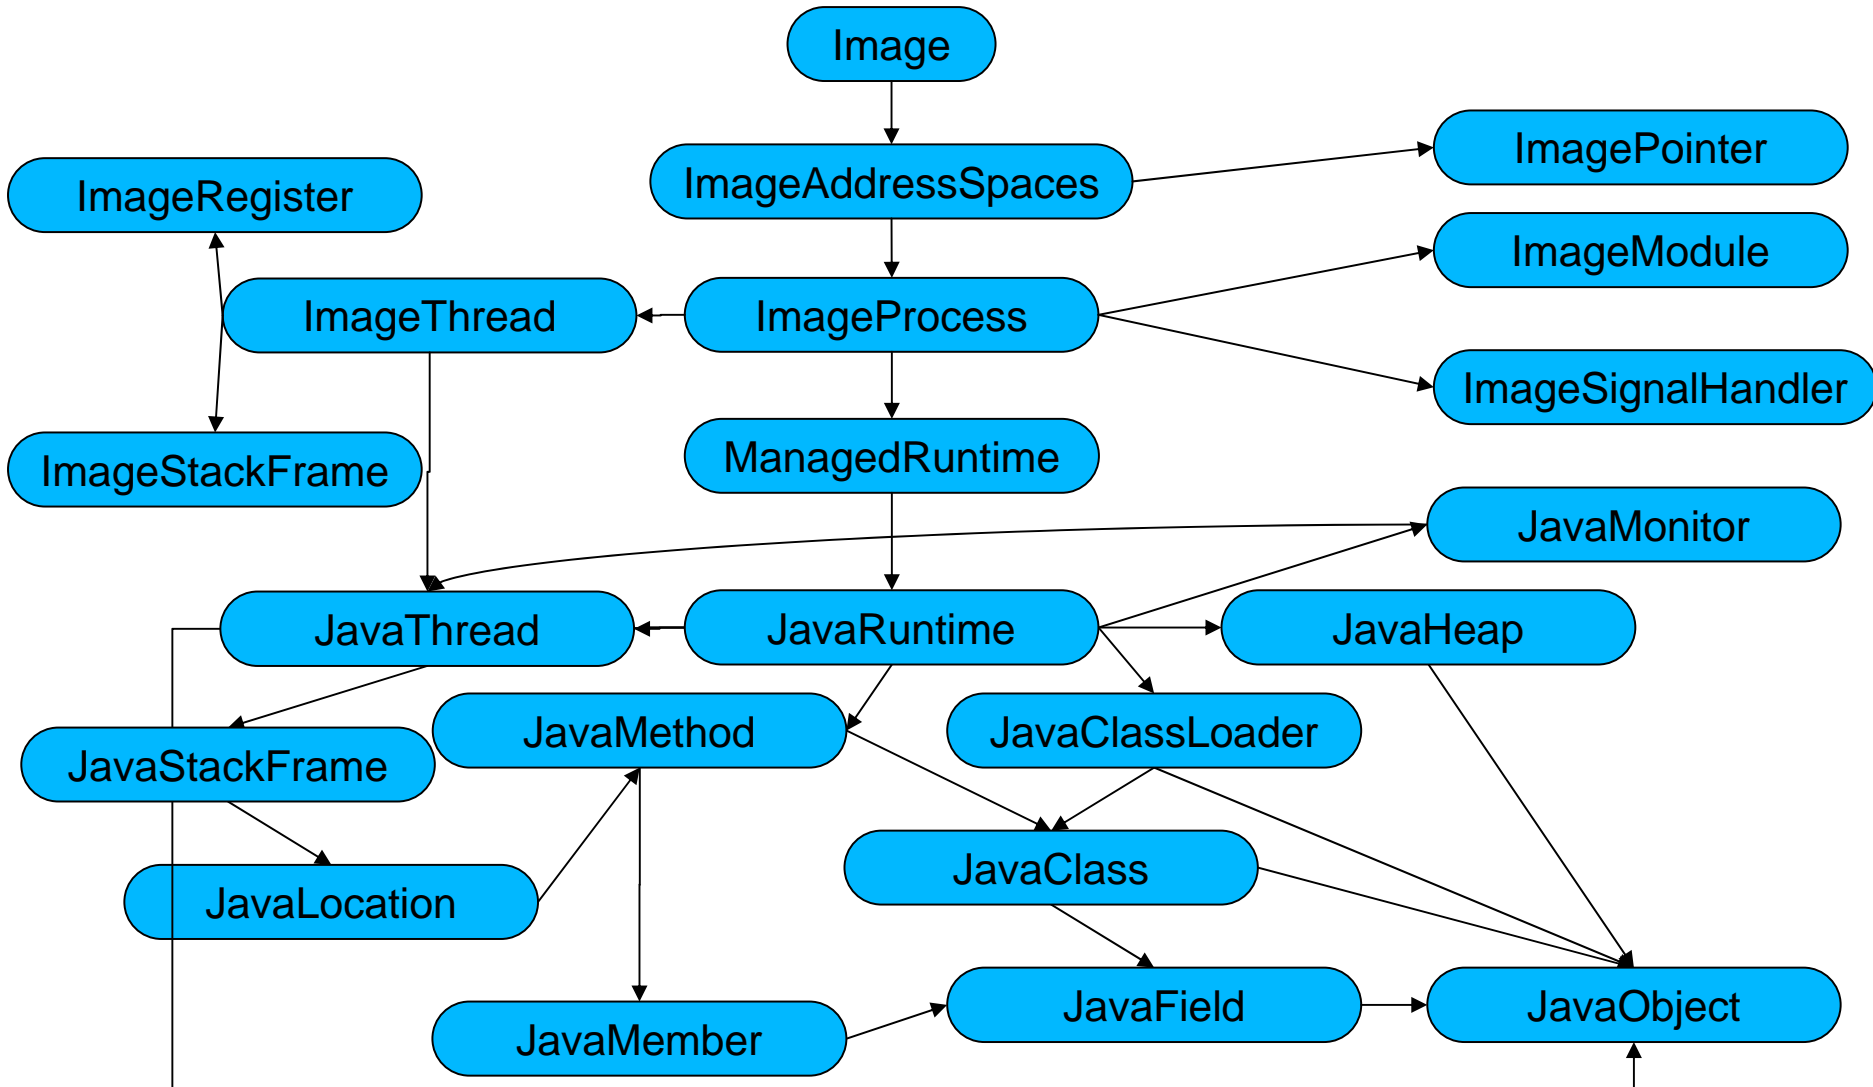 Image
ImagePointer
ImageAddressSpaces
ImageRegister
ImageModule
ImageThread
ImageProcess
ImageSignalHandler
ImageStackFrame
ManagedRuntime
JavaMonitor
JavaThread
JavaRuntime
JavaHeap
JavaMethod
JavaClassLoader
JavaStackFrame
JavaClass
JavaLocation
JavaField
JavaObject
JavaMember